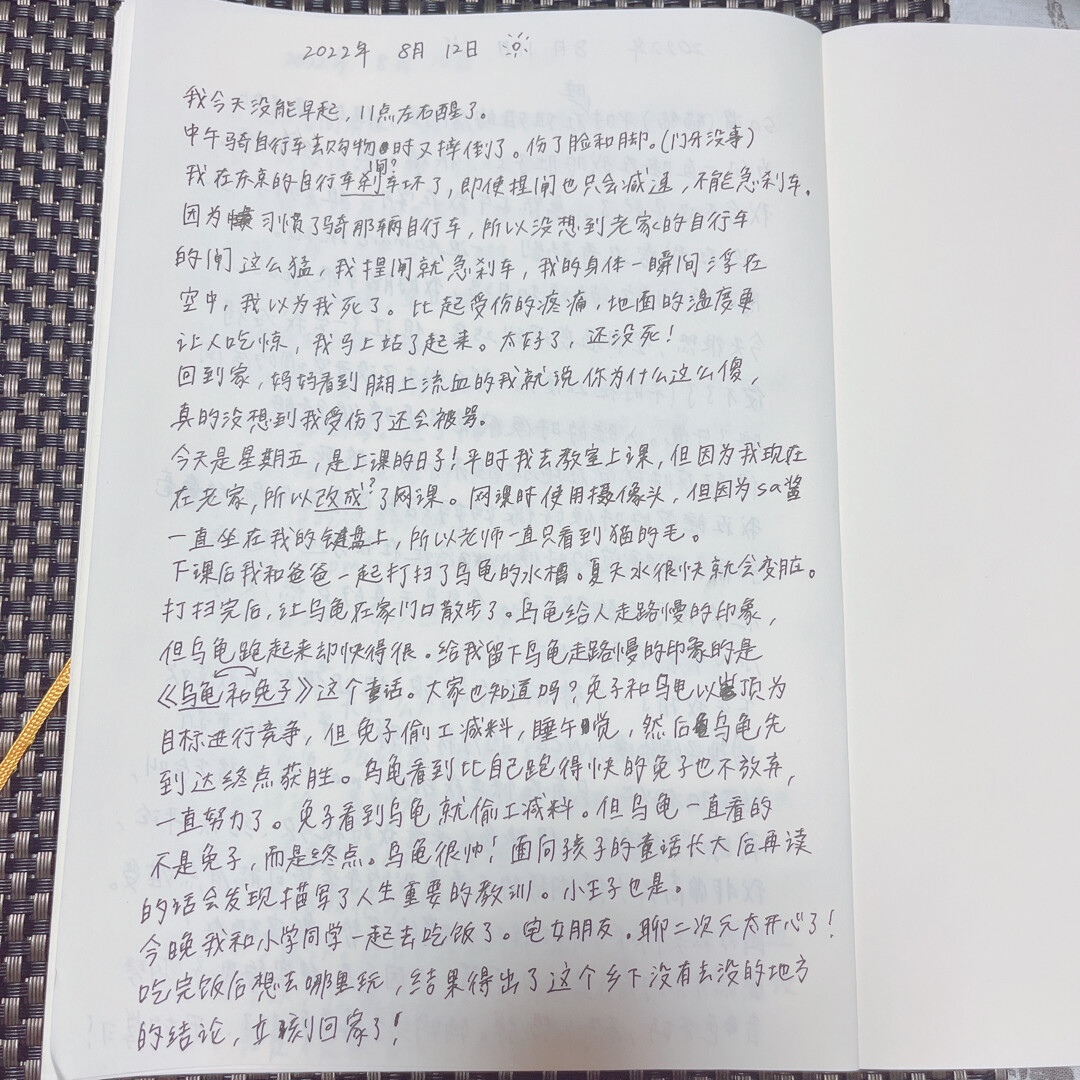 2022年 8月 12日
我今天没能早起，11点左右醒了。
中午骑自行车去购物时又摔倒了。伤了脸和脚。(门牙没事)
闸?
我在东京的自行车刹车坏了，即使捏闸也只会减速，不能急刹车。
因为习惯了骑那辆自行车，所以没想到老家的自行车
的闸这么猛，我捏闸就急刹车，我的身体一瞬间浮在
空中，我以为我死了。比起受伤的疼痛，地面的温度更
让人吃惊，我马上站了起来。太好了，还没死！
回到家，妈妈看到脚上流血的我就说你为什么这么傻，
真的没想到我受伤了还会被骂。
今天是星期五，是上课的日子！平时我去教室上课，但因为我现在
在老家，所以改成?了网课。网课时使用摄像头，但因为sa酱
一直坐在我的键盘上，所以老师一直只看到猫的毛。
下课后我和爸爸一起打扫了乌龟的水槽。夏天水很快就会变脏。
打扫完后，让乌龟在家门口散步了。乌龟给人走路慢的印象，
但乌龟跑起来却快得很。给我留下乌龟走路慢的印象的是
《乌龟和兔子》这个童话。大家也知道吗？兔子和乌龟以顶为
目标进行竞争，但兔子偷工减料，睡午觉，然后乌龟先
到达终点获胜。乌龟看到比自己跑得快的兔子也不放弃，
一直努力了。兔子看到乌龟就偷工减料。但乌龟一直看的
不是兔子，而是终点。乌龟很帅！面向孩子的童话长大后再读
的话会发现描写了人生重要的教训。小王子也是。
今晚我和小学同学一起去吃饭了。宅女朋友。聊二次元太开心了！
吃完饭后想去哪里玩，结果得出了这个乡下没有去没的地方
的结论，立刻回家了！